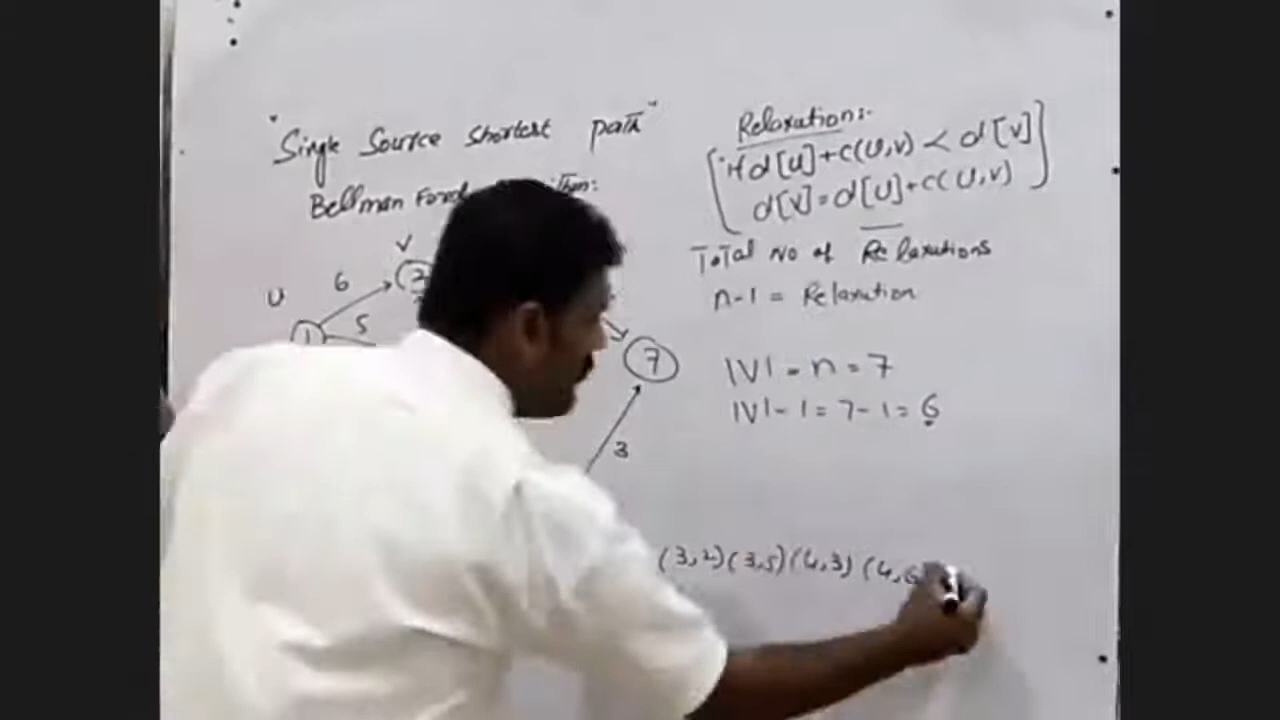 "Single Source Shortest path"
Bellman Ford
Relaxation:-
If d[u]+c(u,v) < d[v]
d[v]=d[u]+c(u,v)
Total No of Relaxations
n-1 = Relaxation
|V| = n = 7
|V|-1 = 7-1 = 6
v
u
6
5
1
2
7
3
(3,2)(3,5)(4,3)(4,6